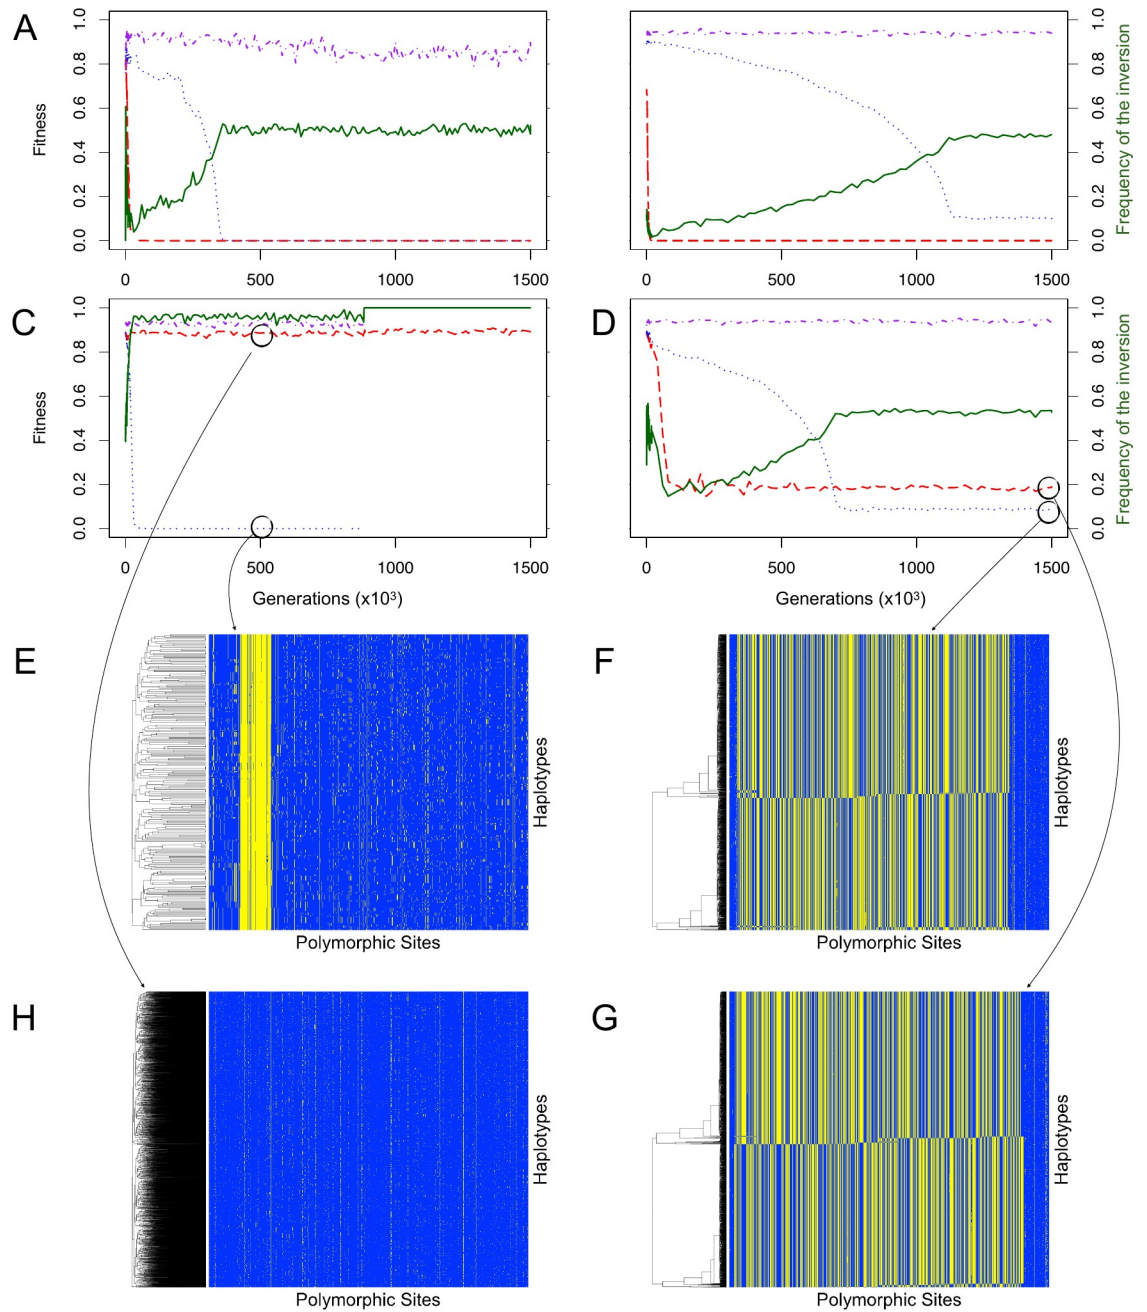 A
1.0
0.8
0.6
0.4
0.2
0.0
Fitness
0
500
1000
1500
1.0
0.8
0.6
0.4
0.2
0.0
Frequency of the inversion
0
500
1000
1500
C
1.0
0.8
0.6
0.4
0.2
0.0
Fitness
0
500
1000
1500
Generations (x10³)
D
1.0
0.8
0.6
0.4
0.2
0.0
Frequency of the inversion
0
500
1000
1500
Generations (x10³)
E
Haplotypes
Polymorphic Sites
F
Haplotypes
Polymorphic Sites
H
Haplotypes
Polymorphic Sites
G
Haplotypes
Polymorphic Sites